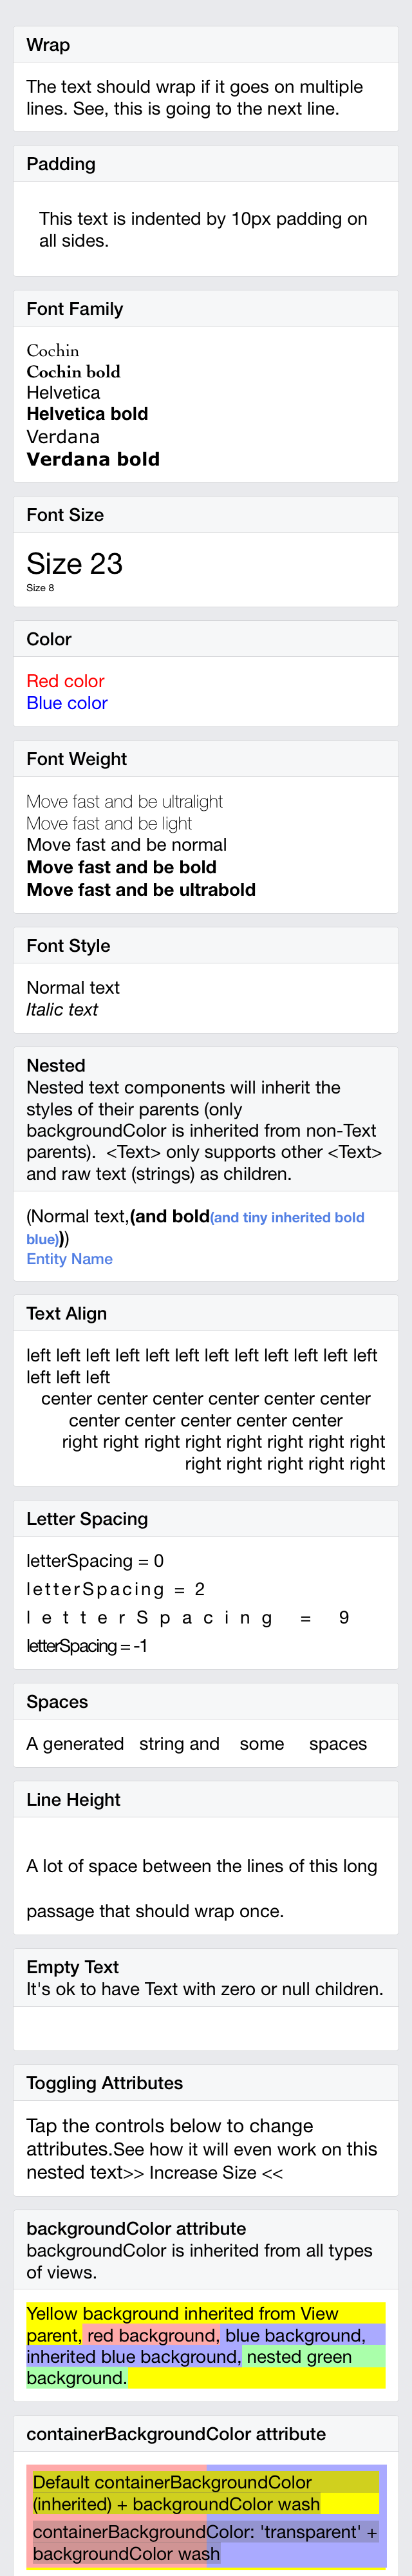 Wrap
The text should wrap if it goes on multiple
lines. See, this is going to the next line.
Padding
This text is indented by 10px padding on
all sides.
Font Family
Cochin
Cochin bold
Helvetica
Helvetica bold
Verdana
Verdana bold
Font Size
Size 23
Size 8
Color
Red color
Blue color
Font Weight
Move fast and be ultralight
Move fast and be light
Move fast and be normal
Move fast and be bold
Move fast and be ultrabold
Font Style
Normal text
Italic text
Nested
Nested text components will inherit the
styles of their parents (only
backgroundColor is inherited from non-Text
parents).  <Text> only supports other <Text>
and raw text (strings) as children.
(Normal text,(and bold(and tiny inherited bold
blue)))
Entity Name
Text Align
left left left left left left left left left left left left
left left left
center center center center center center
center center center center center
right right right right right right right right
right right right right right
Letter Spacing
letterSpacing = 0
letterSpacing = 2
letterSpacing = 9
letterSpacing = -1
Spaces
A generated   string and    some     spaces
Line Height
A lot of space between the lines of this long
passage that should wrap once.
Empty Text
It's ok to have Text with zero or null children.
Toggling Attributes
Tap the controls below to change
attributes.See how it will even work on this
nested text>> Increase Size <<
backgroundColor attribute
backgroundColor is inherited from all types
of views.
Yellow background inherited from View
parent, red background, blue background,
inherited blue background, nested green
background.
containerBackgroundColor attribute
Default containerBackgroundColor
(inherited) + backgroundColor wash
containerBackgroundColor: 'transparent' +
backgroundColor wash